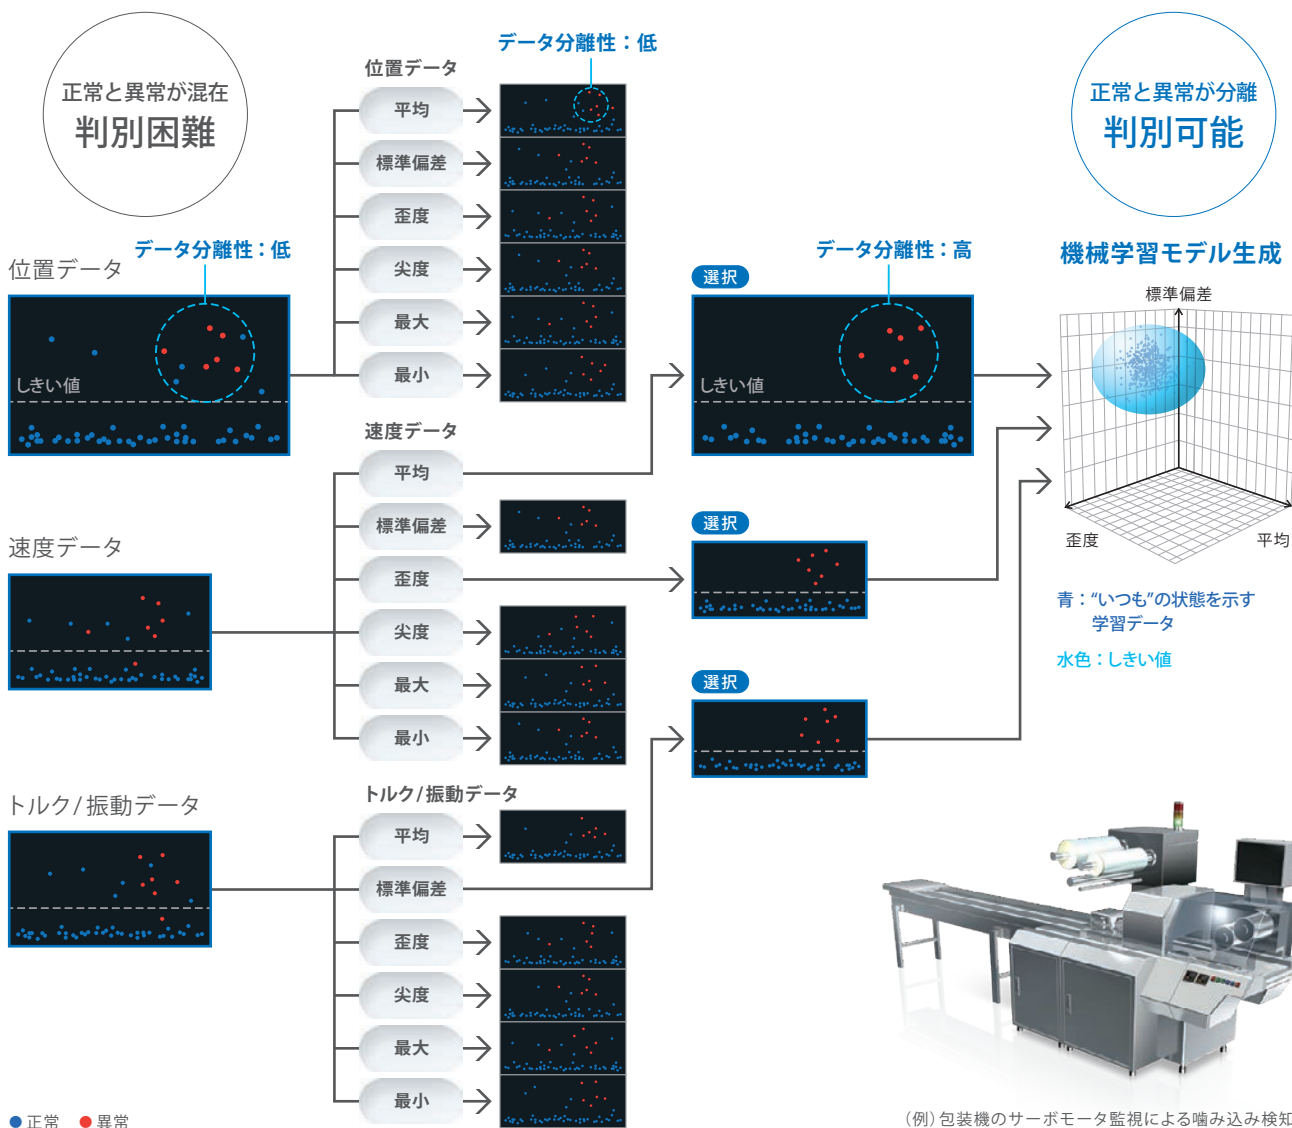 正常と異常が混在
判別困難
データ分離性：低
位置データ
しきい値
速度データ
トルク/振動データ
● 正常 ● 異常
データ分離性：低
位置データ
平均
標準偏差
歪度
尖度
最大
最小
速度データ
平均
標準偏差
歪度
尖度
最大
最小
トルク/振動データ
平均
標準偏差
歪度
尖度
最大
最小
データ分離性：高
選択
しきい値
選択
選択
正常と異常が分離
判別可能
機械学習モデル生成
標準偏差
歪度
平均
青：“いつも”の状態を示す
学習データ
水色：しきい値
（例）包装機のサーボモータ監視による噛み込み検知